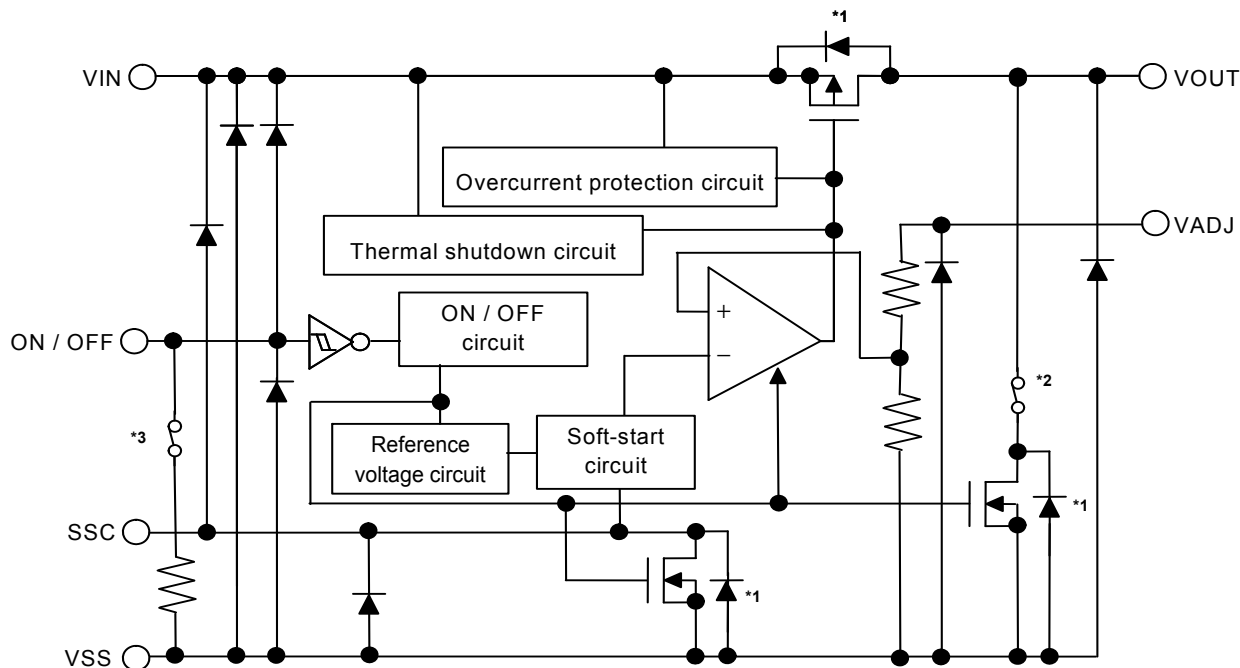 *1
VIN
VOUT
Overcurrent protection circuit
Thermal shutdown circuit
VADJ
ON / OFF
ON / OFF
circuit
+
−
*2
*3
Reference
voltage circuit
Soft-start
circuit
*1
SSC
*1
VSS